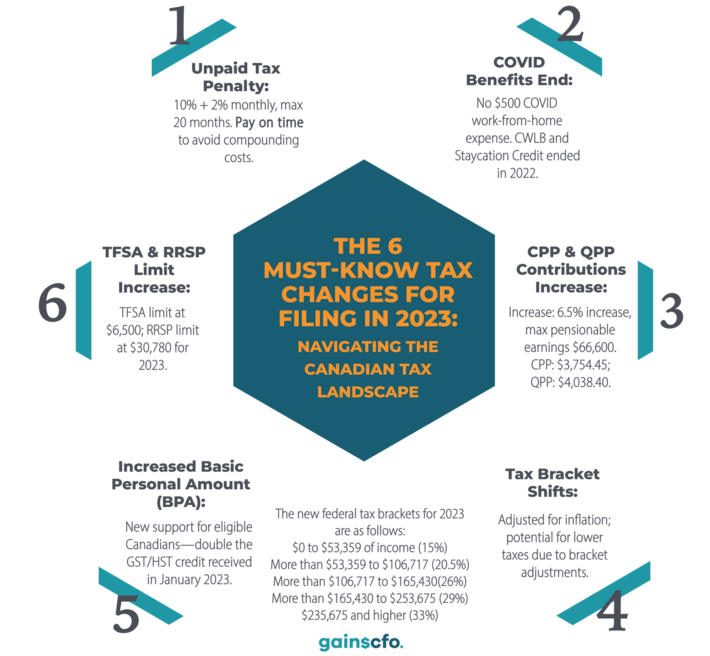 1
Unpaid Tax
Penalty:
10% + 2% monthly, max
20 months. Pay on time
to avoid compounding
costs.
2
COVID
Benefits End:
No $500 COVID
work-from-home
expense. CWLB and
Staycation Credit ended
in 2022.
THE 6
MUST-KNOW TAX
CHANGES FOR
FILING IN 2023:
NAVIGATING THE
CANADIAN TAX
LANDSCAPE
3
CPP & QPP
Contributions
Increase:
Increase: 6.5% increase,
max pensionable
earnings $66,600.
CPP: $3,754.45;
QPP: $4,038.40.
4
Tax Bracket
Shifts:
Adjusted for inflation;
potential for lower
taxes due to bracket
adjustments.
The new federal tax brackets for 2023
are as follows:
$0 to $53,359 of income (15%)
More than $53,359 to $106,717 (20.5%)
More than $106,717 to $165,430(26%)
More than $165,430 to $253,675 (29%)
$235,675 and higher (33%)
5
Increased Basic
Personal Amount
(BPA):
New support for eligible
Canadians—double the
GST/HST credit received
in January 2023.
6
TFSA & RRSP
Limit
Increase:
TFSA limit at
$6,500; RRSP limit
at $30,780 for
2023.
gainscfo.